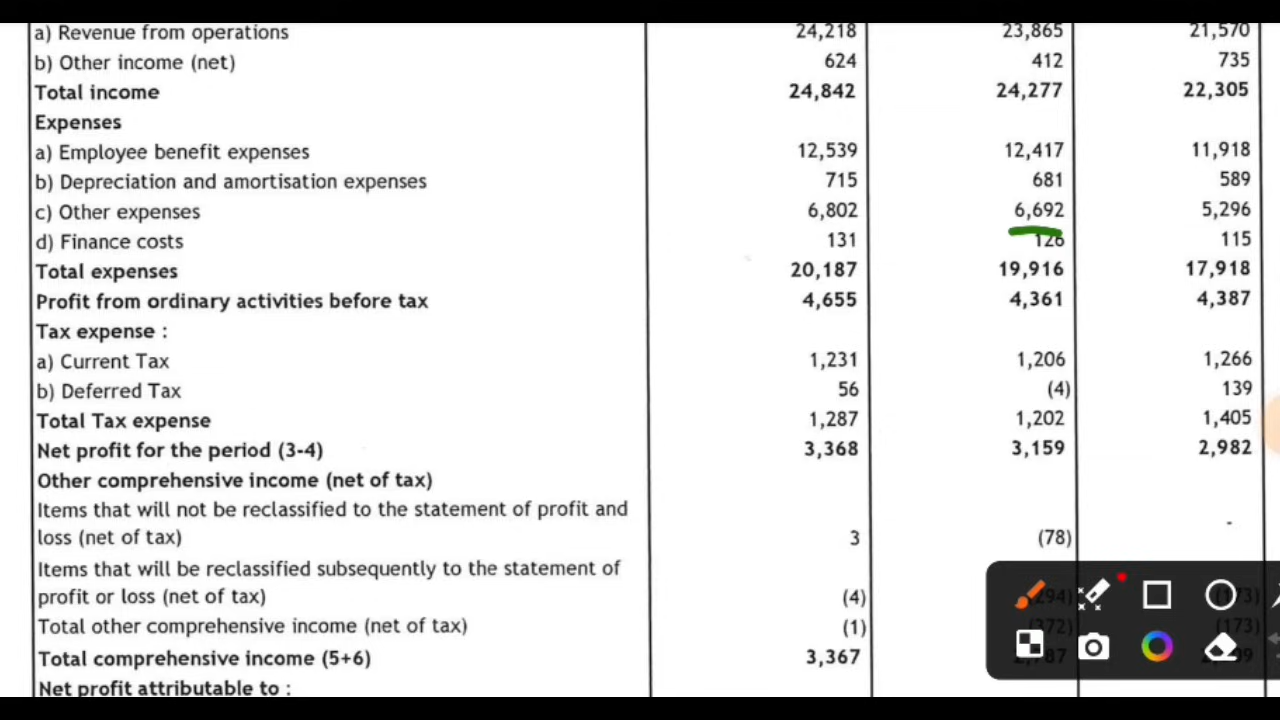 a) Revenue from operations 24,218 23,865 21,570
b) Other income (net) 624 412 735
Total income 24,842 24,277 22,305
Expenses
a) Employee benefit expenses 12,539 12,417 11,918
b) Depreciation and amortisation expenses 715 681 589
c) Other expenses 6,802 6,692 5,296
d) Finance costs 131 126 115
Total expenses 20,187 19,916 17,918
Profit from ordinary activities before tax 4,655 4,361 4,387
Tax expense :
a) Current Tax 1,231 1,206 1,266
b) Deferred Tax 56 (4) 139
Total Tax expense 1,287 1,202 1,405
Net profit for the period (3-4) 3,368 3,159 2,982
Other comprehensive income (net of tax)
Items that will not be reclassified to the statement of profit and
loss (net of tax) 3 (78) -
Items that will be reclassified subsequently to the statement of
profit or loss (net of tax) (4) (173)
Total other comprehensive income (net of tax) (1) (372) (173)
Total comprehensive income (5+6) 3,367
Net profit attributable to :